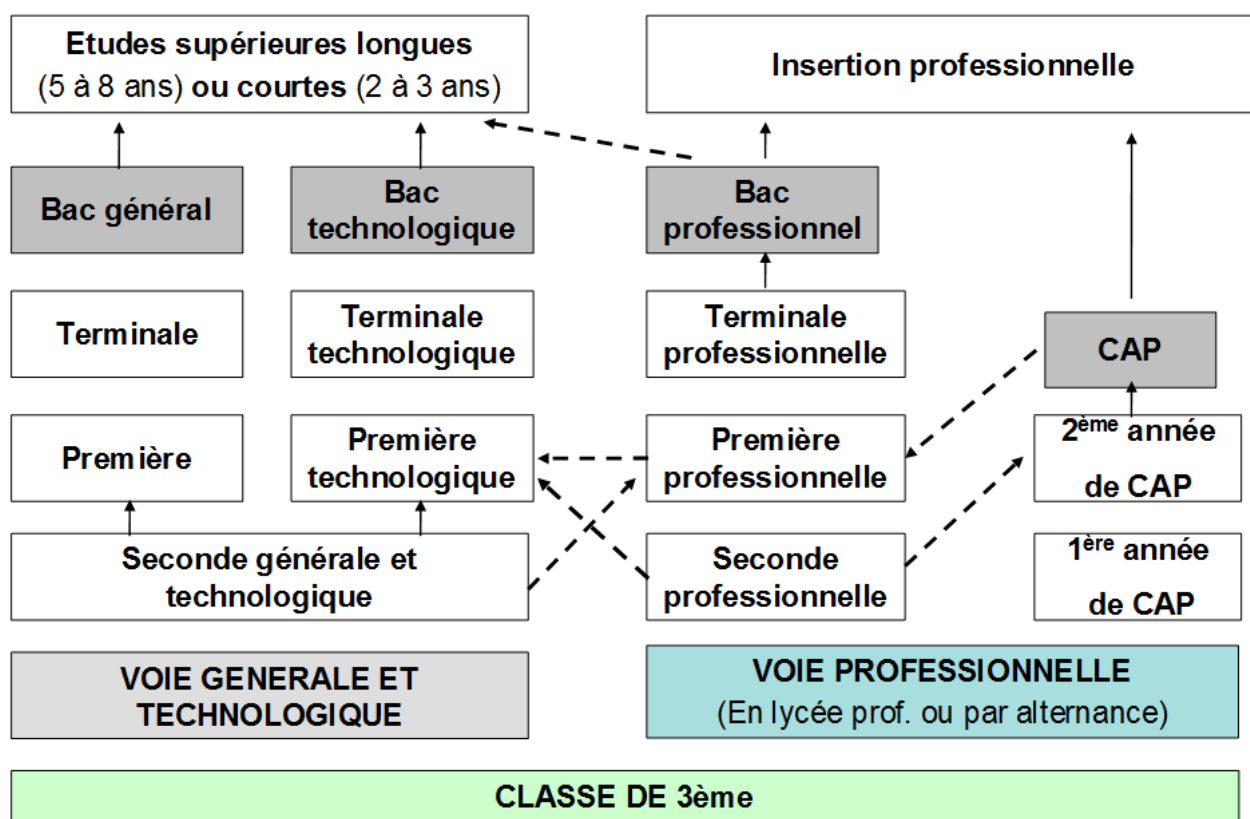 Etudes supérieures longues
(5 à 8 ans) ou courtes (2 à 3 ans)
Insertion professionnelle
Bac général
Bac
technologique
Bac
professionnel
Terminale
Terminale
technologique
Terminale
professionnelle
CAP
Première
Première
technologique
Première
professionnelle
2ème année
de CAP
Seconde générale et
technologique
Seconde
professionnelle
1ère année
de CAP
VOIE GENERALE ET
TECHNOLOGIQUE
VOIE PROFESSIONNELLE
(En lycée prof. ou par alternance)
CLASSE DE 3ème